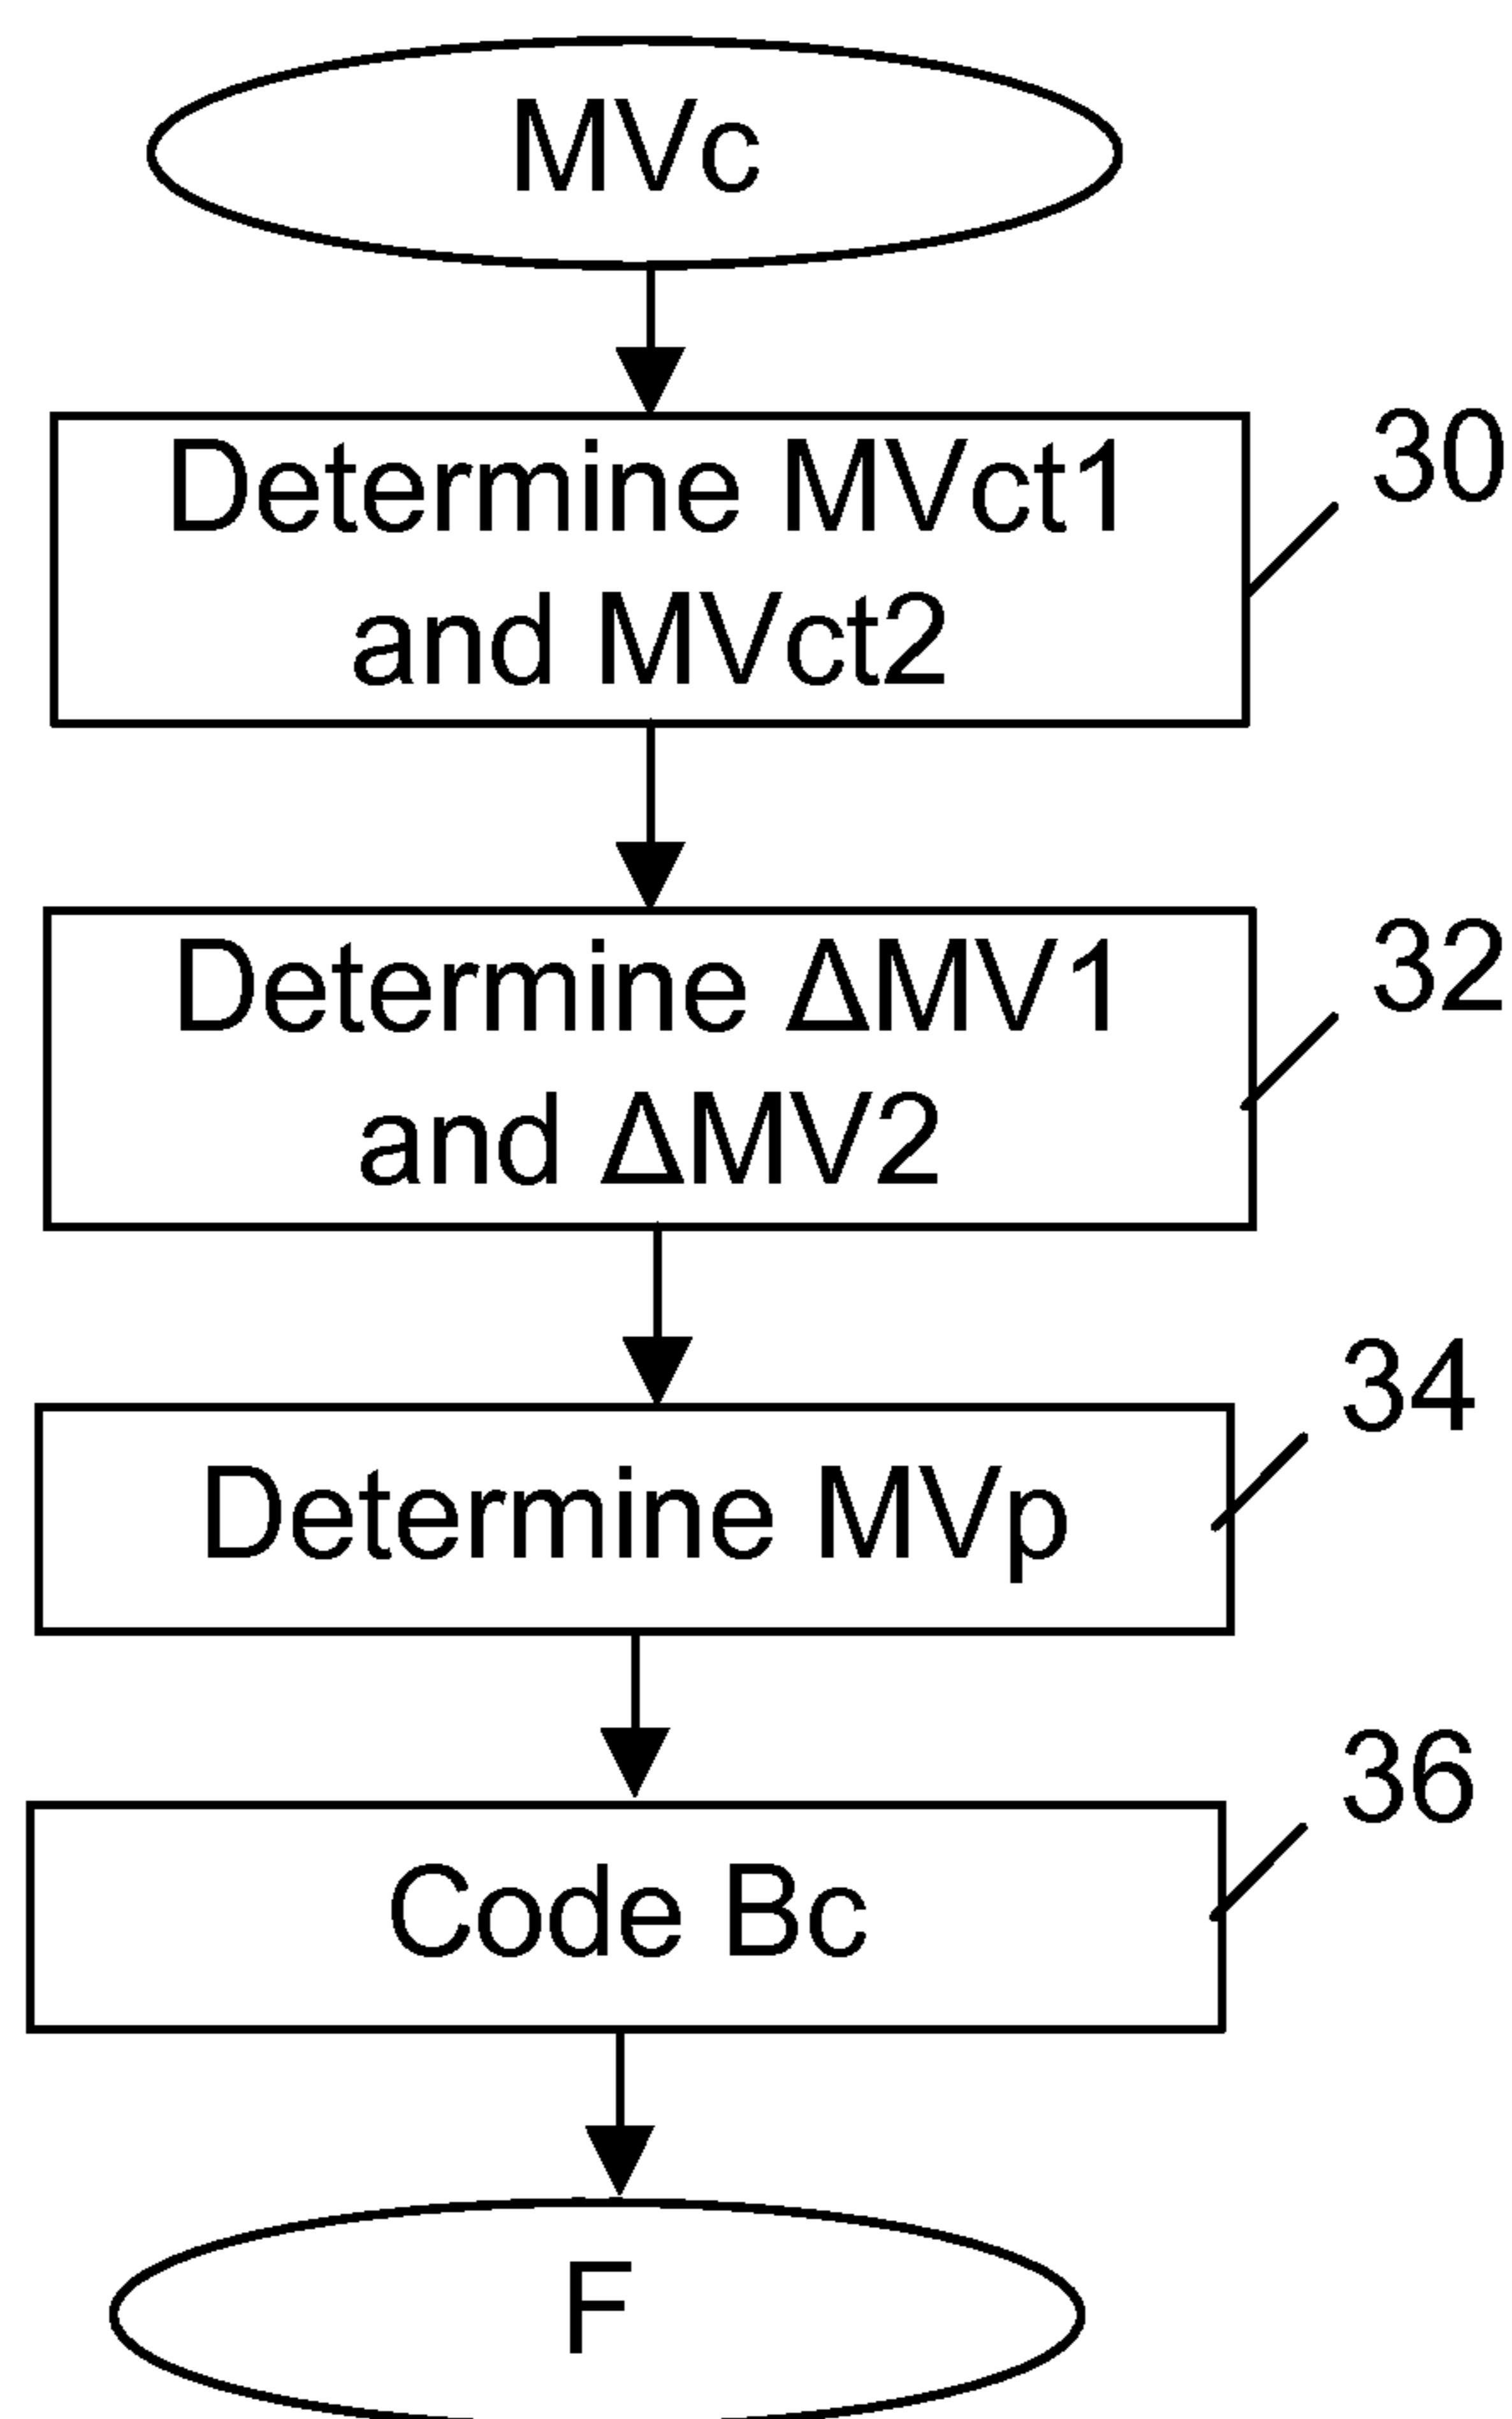 MVc
Determine MVct1
and MVct2
30
Determine ΔMV1
and ΔMV2
32
Determine MVp
34
Code Bc
36
F